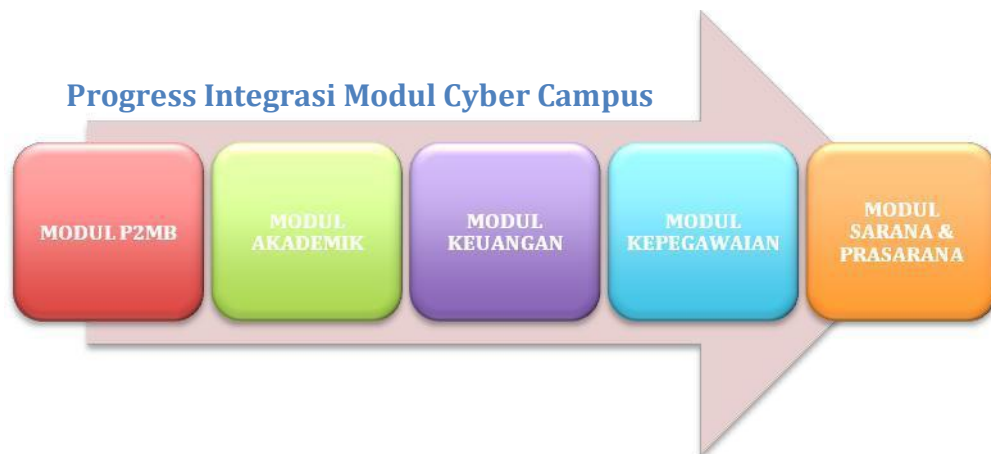 Progress Integrasi Modul Cyber Campus
MODUL P2MB
MODUL
AKADEMIK
MODUL
KEUANGAN
MODUL
KEPEGAWAIAN
MODUL
SARANA &
PRASARANA